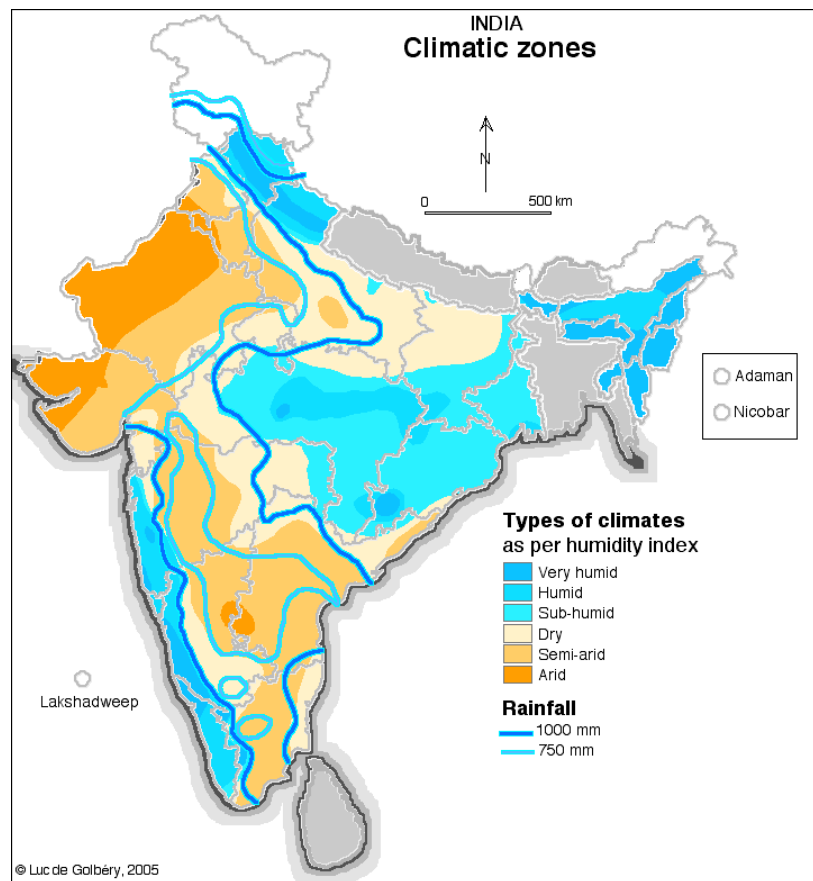 INDIA
Climatic zones
N
0 500 km
Adaman
Nicobar
Types of climates
as per humidity index
Very humid
Humid
Sub-humid
Dry
Semi-arid
Arid
Lakshadweep
Rainfall
1000 mm
750 mm
© Luc de Golbéry, 2005